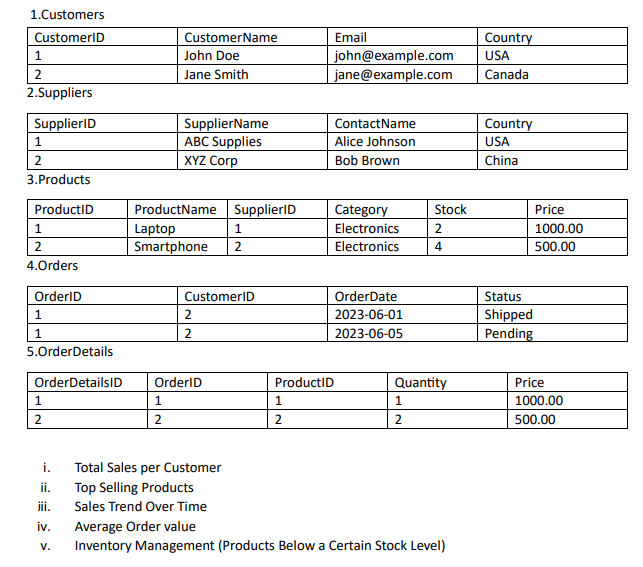 1.Customers
CustomerID CustomerName Email Country
1 John Doe john@example.com USA
2 Jane Smith jane@example.com Canada
2.Suppliers
SupplierID SupplierName ContactName Country
1 ABC Supplies Alice Johnson USA
2 XYZ Corp Bob Brown China
3.Products
ProductID ProductName SupplierID Category Stock Price
1 Laptop 1 Electronics 2 1000.00
2 Smartphone 2 Electronics 4 500.00
4.Orders
OrderID CustomerID OrderDate Status
1 2 2023-06-01 Shipped
1 2 2023-06-05 Pending
5.OrderDetails
OrderDetailsID OrderID ProductID Quantity Price
1 1 1 1 1000.00
2 2 2 2 500.00
i. Total Sales per Customer
ii. Top Selling Products
iii. Sales Trend Over Time
iv. Average Order value
v. Inventory Management (Products Below a Certain Stock Level)